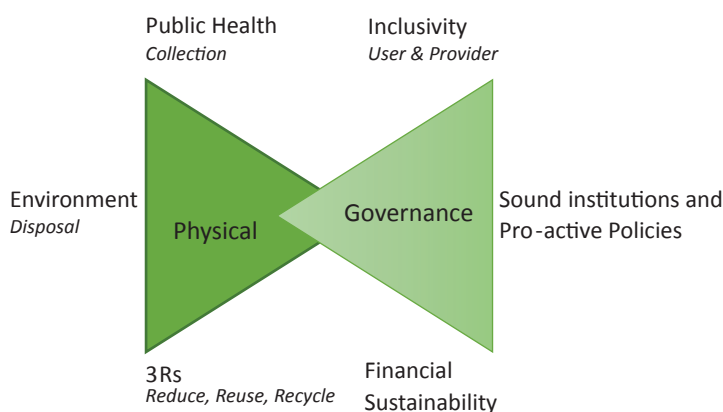 Public Health
Collection
Inclusivity
User & Provider
Environment
Disposal
Physical
Governance
Sound institutions and
Pro-active Policies
3Rs
Reduce, Reuse, Recycle
Financial
Sustainability